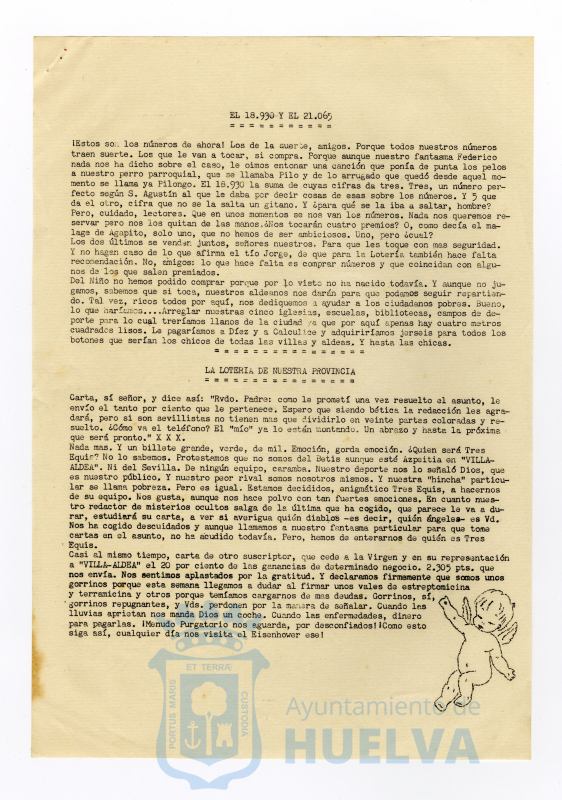 EL 18.930 Y EL 21.065
= = = = = = = = = = =
¡Estos son los números de ahora! Los de la suerte, amigos. Porque todos nuestros números
traen suerte. Los que le van a tocar, si compra. Porque aunque nuestro fantasma Federico
nada nos ha dicho sobre el caso, le oimos entonar una canción que ponía de punta los pelos
a nuestro perro parroquial, que se llamaba Pilo y de lo arrugado que quedó desde aquel mo-
mento se llama ya Pilongo. El 18.930 la suma de cuyas cifras da tres. Tres, un número per-
fecto según S. Agustín al que le daba por decir cosas de esas sobre los números. Y 5 que
da el otro, cifra que no se la salta un gitano. Y ¿para qué se la iba a saltar, hombre?
Pero, cuidado, lectores. Que en unos momentos se nos van los números. Nada nos queremos re-
servar pero nos los quitan de las manos.¿Nos tocarán cuatro premios? O, como decía el ma-
lage de Agapito, solo uno, que no hemos de ser ambiciosos. Uno, pero ¿cual?
Los dos últimos se venden juntos, señores nuestros. Para que les toque con mas seguridad.
Y no hagan caso de lo que afirma el tío Jorge, de que para la Lotería también hace falta
recomendación. No, amigos: lo que hace falta es comprar números y que coincidan con algu-
nos de los que salen premiados.
Del Niño no hemos podido comprar porque por lo visto no ha nacido todavía. Y aunque no ju-
gamos, sabemos que si toca, nuestros aldeanos nos darán para que podamos seguir repartien-
do. Tal vez, ricos todos por aquí, nos dediquemos a ayudar a los ciudadanos pobres. Bueno,
lo que haríamos....Arreglar nuestras cinco iglesias, escuelas, bibliotecas, campos de de-
porte para lo cual treríamos llanos de la ciudad ya que por aquí apenas hay cuatro metros
cuadrados lisos. Le pagaríamos a Díez y a Calculice y adquiriríamos jerseis para todos los
botones que serían los chicos de todas las villas y aldeas. Y hasta las chicas.
= = = = = = = = = = = = = = = =
LA LOTERIA DE NUESTRA PROVINCIA
= = = = = = = = = = = = = = = =
Carta, sí señor, y dice así: "Rvdo. Padre: como le prometí una vez resuelto el asunto, le
envío el tanto por ciento que le pertenece. Espero que siendo bética la redacción les agra-
dará, pero si son sevillistas no tienen mas que dividirlo en veinte partes coloradas y re-
suelto. ¿Cómo va el teléfono? El "mío" ya lo están montando. Un abrazo y hasta la próxima
que será pronto." X X X.
Nada mas. Y un billete grande, verde, de mil. Emoción, gorda emoción. ¿Quien será Tres
Equis? No lo sabemos. Protestamos que no somos del Betis aunque esté Azpeitia en "VILLA-
ALDEA". Ni del Sevilla. De ningún equipo, caramba. Nuestro deporte nos lo señaló Dios, que
es nuestro público. Y nuestro peor rival somos nosotros mismos. Y nuestra "hincha" particu-
lar se llama pobreza. Pero es igual. Estamos decididos, enigmático Tres Equis, a hacernos
de su equipo. Nos gusta, aunque nos hace polvo con tan fuertes emociones. En cuanto nues-
tro redactor de misterios ocultos salga de la última que ha cogido, que parece le va a du-
rar, estudiará su carta, a ver si averigua quién diablos -es decir, quién ángeles- es Vd.
Nos ha cogido descuidados y aunque llamamos a nuestro fantasma particular para que tome
cartas en el asunto, no ha acudido todavía. Pero, hemos de enterarnos de quién es Tres
Equis.
Casi al mismo tiempo, carta de otro suscriptor, que cede a la Virgen y en su representación
a "VILLA-ALDEA" el 20 por ciento de las ganancias de determinado negocio. 2.305 pts. que
nos envía. Nos sentimos aplastados por la gratitud. Y declaramos firmemente que somos unos
gorrinos porque esta semana llegamos a dudar al firmar unos vales de estreptomicina
y terramicina y otros porque temíamos cargarnos de mas deudas. Gorrinos, sí,
gorrinos repugnantes, y Vds. perdonen por la manera de señalar. Cuando las
lluvias aprietan nos manda Dios un coche. Cuando las enfermedades, dinero
para pagarlas. ¡Menudo Purgatorio nos aguarda, por desconfiados!¡Como esto
siga así, cualquier día nos visita el Eisenhower ese!
ET TERRÆ
PORTUS MARIS
CUSTODIA
Ayuntamiento de
HUELVA